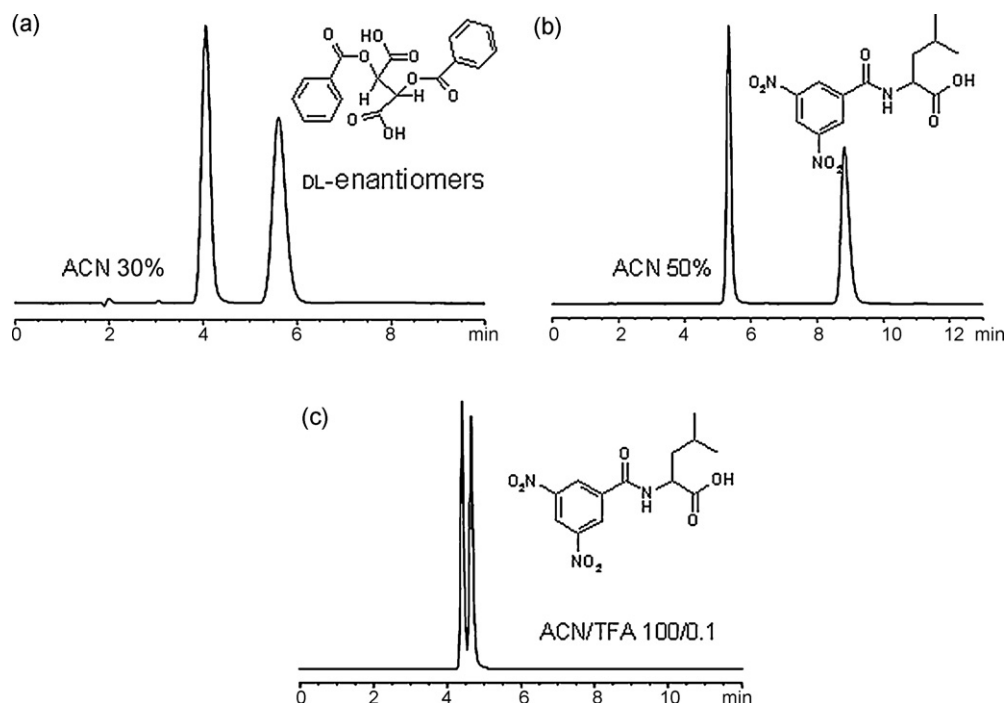 (a)
HO
O
O
O
O
H
H
O
O
O
OH
DL-enantiomers
ACN 30%
0 2 4 6 8 min
(b)
O₂N
O
N
H
OH
O
NO₂
ACN 50%
0 2 4 6 8 10 12 min
(c)
O₂N
O
N
H
OH
O
NO₂
ACN/TFA 100/0.1
0 2 4 6 8 10 min